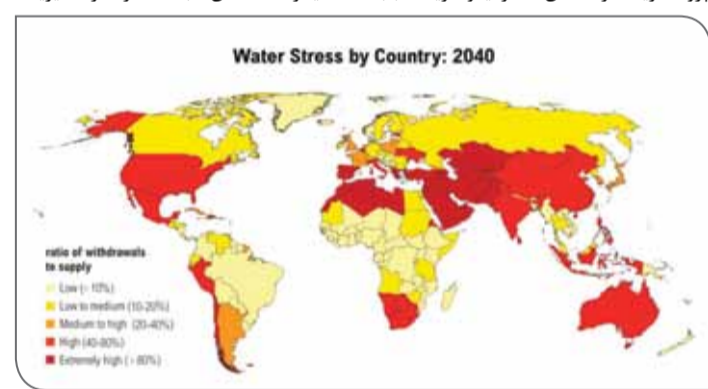 Water Stress by Country: 2040
ratio of withdrawals
to supply
Low (< 10%)
Low to medium (10-20%)
Medium to high (20-40%)
High (40-80%)
Extremely high (> 80%)